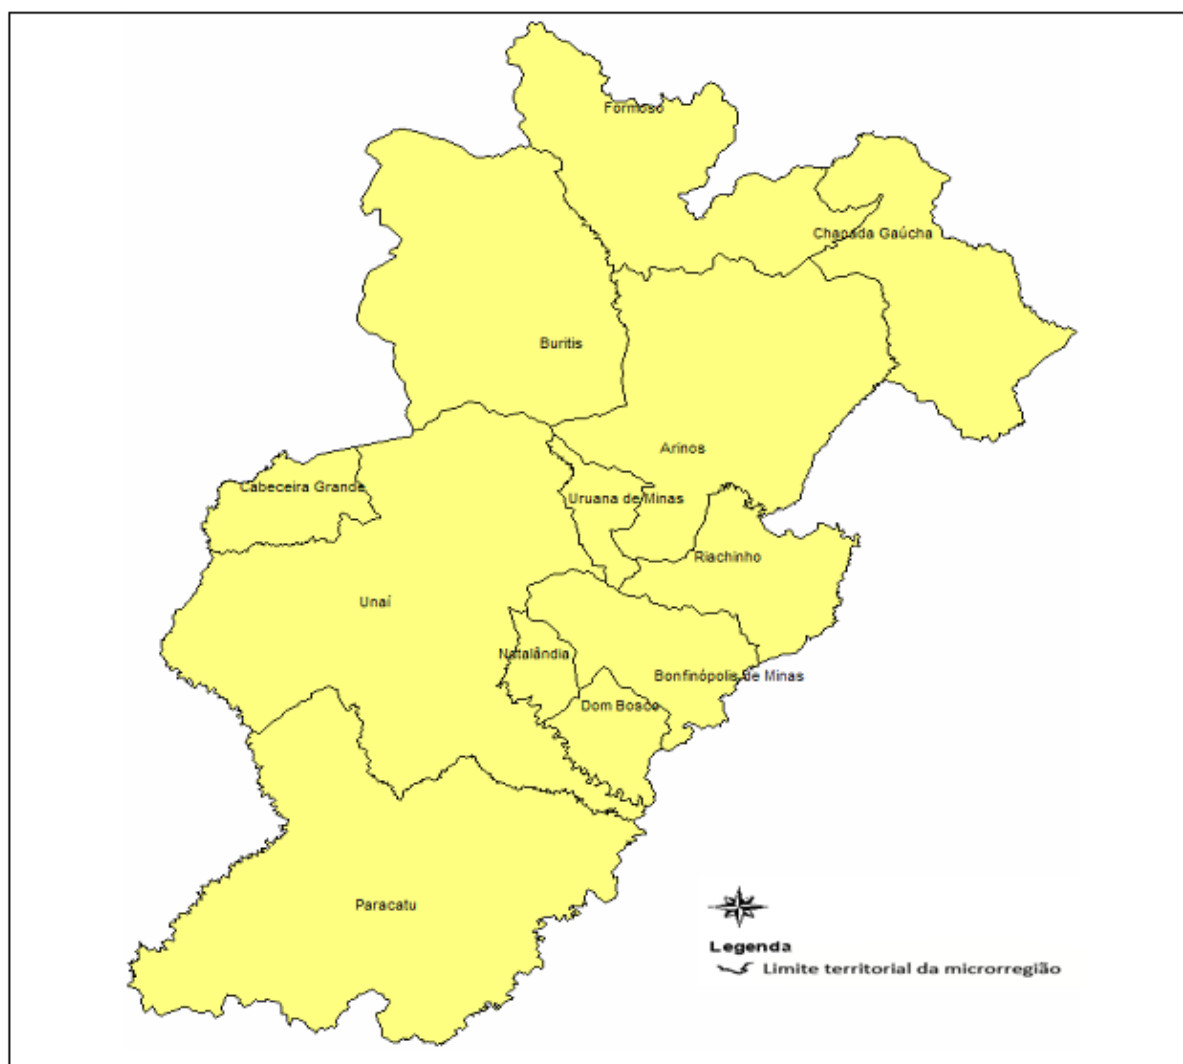 Formoso
Chapada Gaúcha
Buritis
Arinos
Cabeceira Grande
Uruana de Minas
Riachinho
Unaí
Natalândia
Bonfinópolis de Minas
Dom Bosco
Paracatu
Legenda
Limite territorial da microrregião